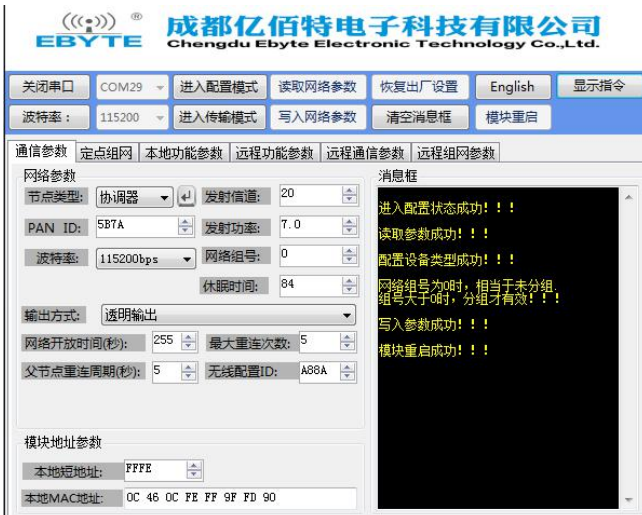 ((●)) ®
EBYTE
成都亿佰特电子科技有限公司
Chengdu Ebyte Electronic Technology Co.,Ltd.
关闭串口 COM29 进入配置模式 读取网络参数 恢复出厂设置 English 显示指令
波特率: 115200 进入传输模式 写入网络参数 清空消息框 模块重启
通信参数 定点组网 本地功能参数 远程功能参数 远程通信参数 远程组网参数
网络参数
节点类型: 协调器 发射信道: 20
PAN ID: 5B7A 发射功率: 7.0
波特率: 115200bps 网络组号: 0
休眠时间: 84
输出方式: 透明输出
网络开放时间(秒): 255 最大重连次数: 5
父节点重连周期(秒): 5 无线配置ID: A88A
模块地址参数
本地短地址: FFFE
本地MAC地址: 0C 46 0C FE FF 9F FD 90
消息框
进入配置状态成功!!!
读取参数成功!!!
配置设备类型成功!!!
网络组号为0时,相当于未分组,
组号大于0时,分组才有效!!!
写入参数成功!!!
模块重启成功!!!